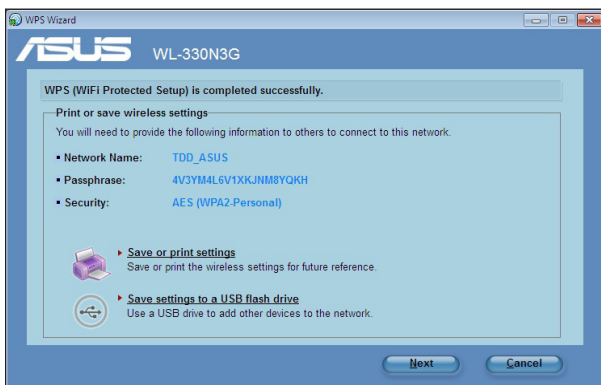 WPS Wizard
ASUS WL-330N3G
WPS (WiFi Protected Setup) is completed successfully.
Print or save wireless settings
You will need to provide the following information to others to connect to this network.
Network Name: TDD_ASUS
Passphrase: 4V3YM4L6V1XKJNM8YQKH
Security: AES (WPA2-Personal)
Save or print settings
Save or print the wireless settings for future reference.
Save settings to a USB flash drive
Use a USB drive to add other devices to the network.
Next Cancel